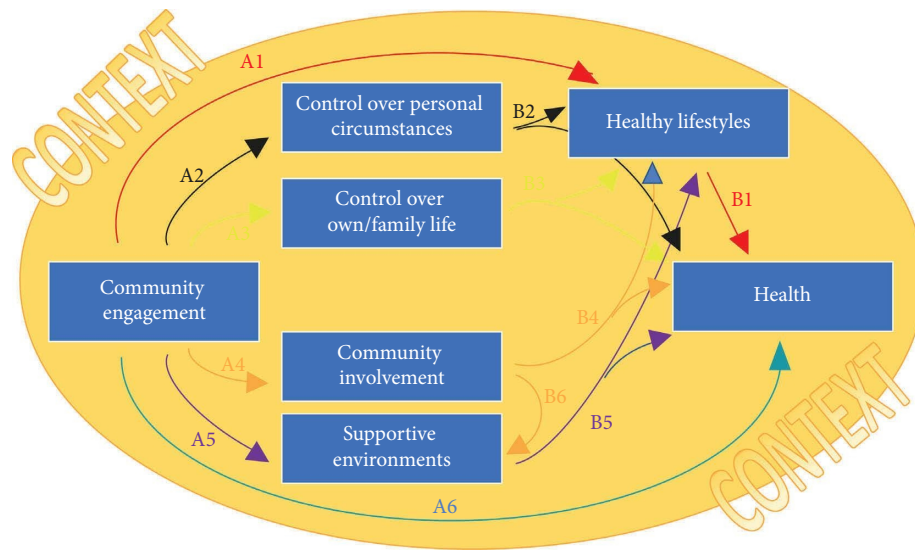 CONTEXT
A1
Control over personal
circumstances
B2
Healthy lifestyles
A2
Control over
own/family life
A3
B3
B1
Community
engagement
Health
A4
Community
involvement
B4
B6
A5
Supportive
environments
B5
A6
CONTEXT